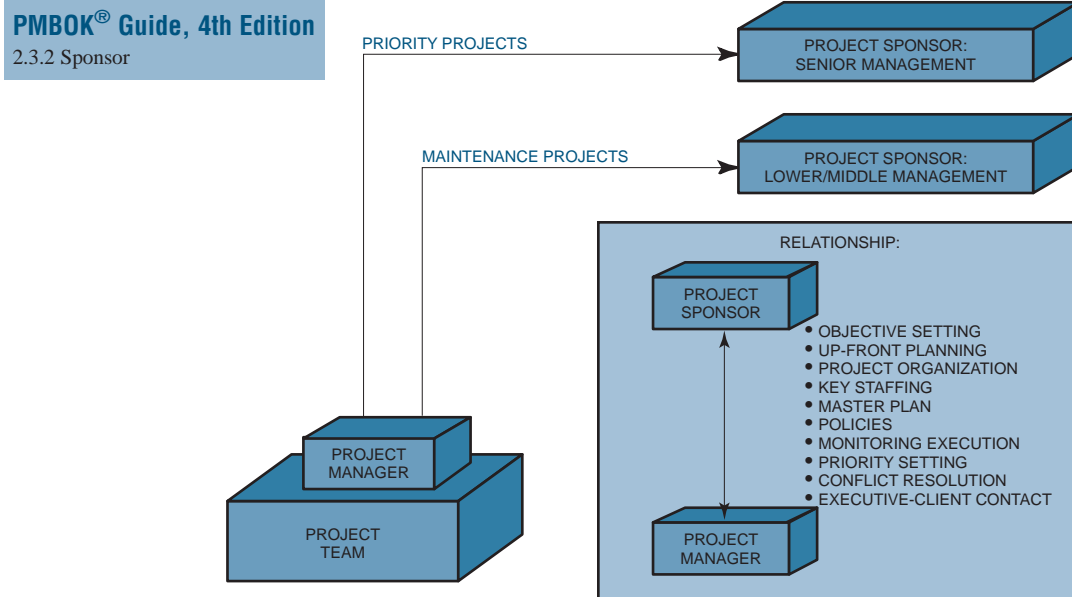 PMBOK® Guide, 4th Edition
2.3.2 Sponsor
PRIORITY PROJECTS
PROJECT SPONSOR:
SENIOR MANAGEMENT
MAINTENANCE PROJECTS
PROJECT SPONSOR:
LOWER/MIDDLE MANAGEMENT
PROJECT
MANAGER
PROJECT
TEAM
RELATIONSHIP:
PROJECT
SPONSOR
• OBJECTIVE SETTING
• UP-FRONT PLANNING
• PROJECT ORGANIZATION
• KEY STAFFING
• MASTER PLAN
• POLICIES
• MONITORING EXECUTION
• PRIORITY SETTING
• CONFLICT RESOLUTION
• EXECUTIVE-CLIENT CONTACT
PROJECT
MANAGER